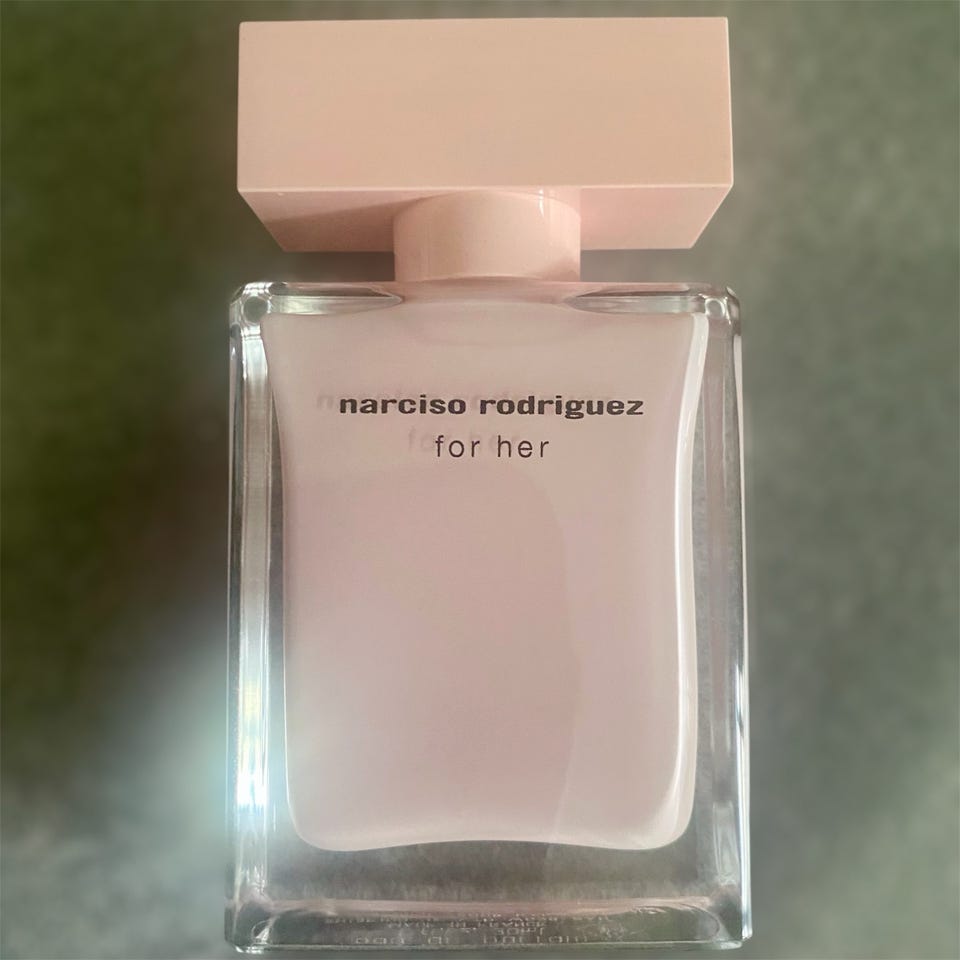 narciso rodriguez
for her